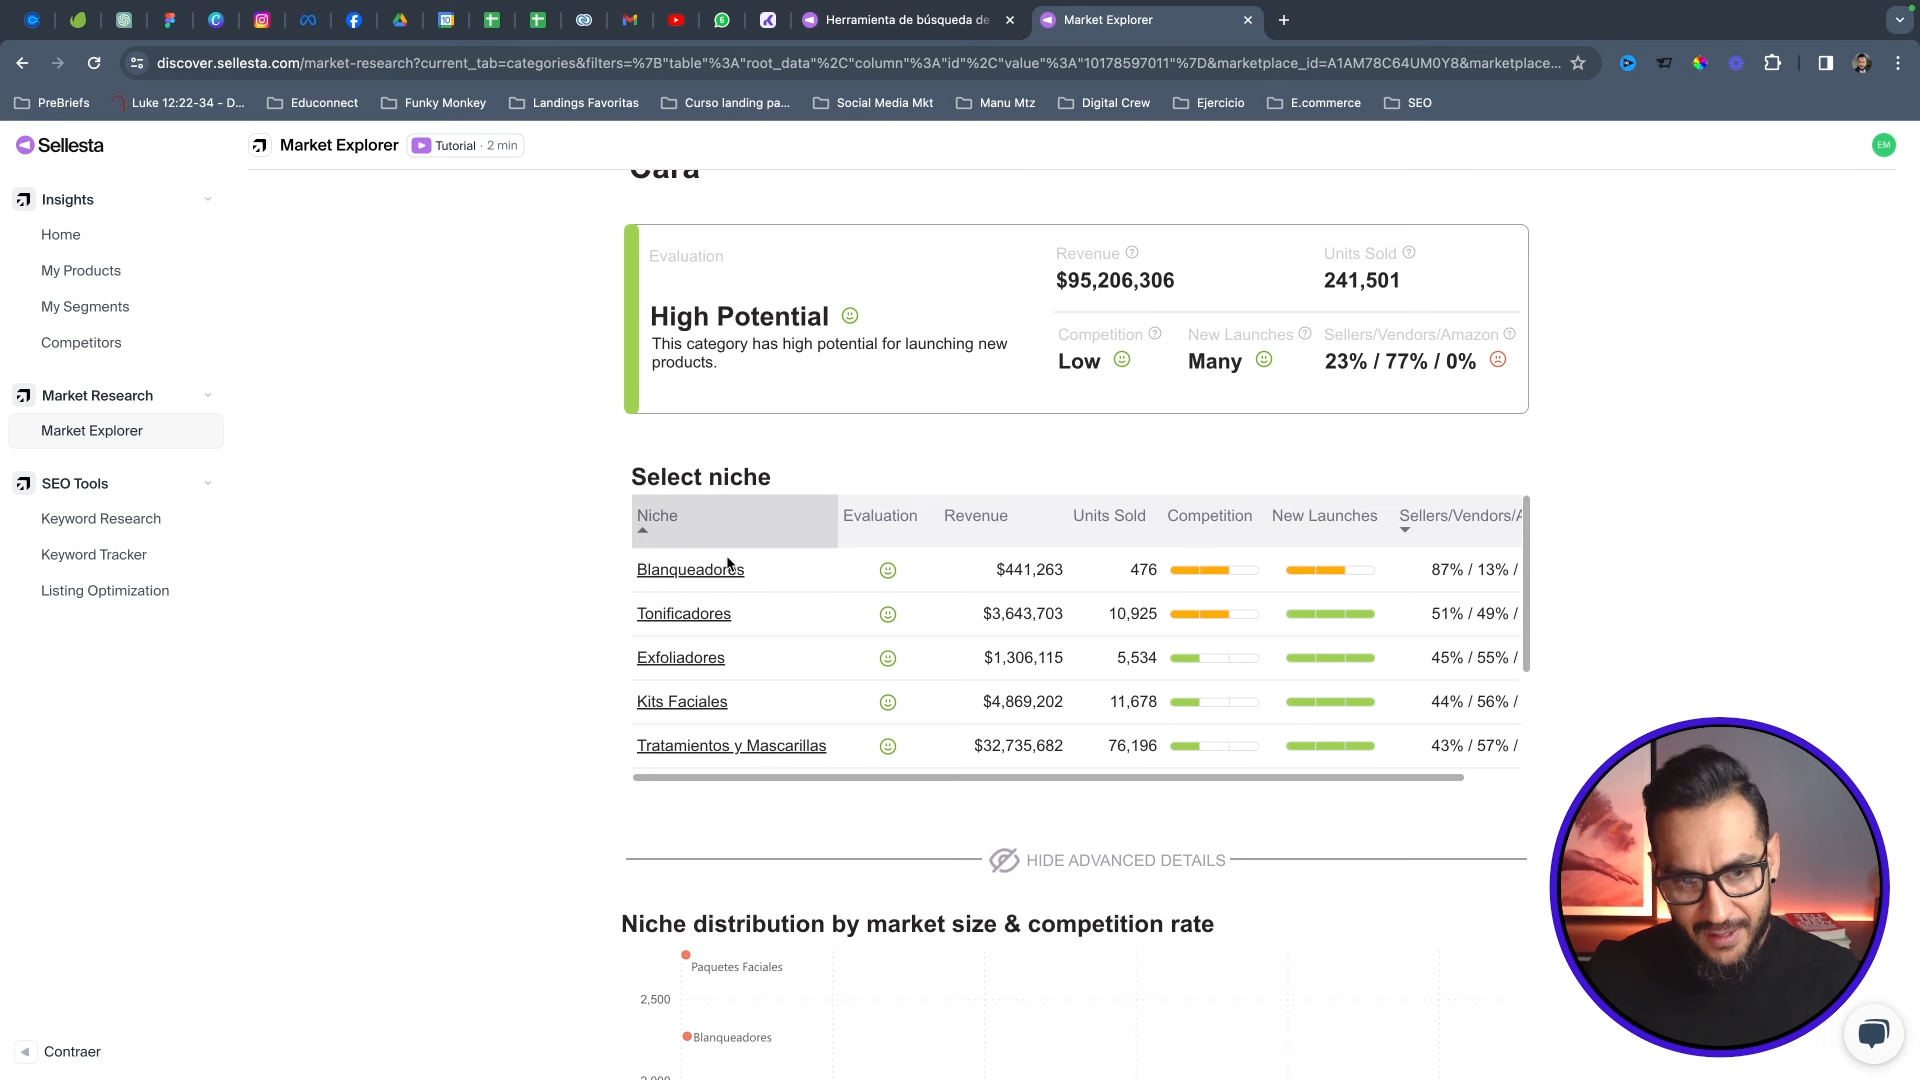 Herramienta de búsqueda de
Market Explorer
discover.sellesta.com/market-research?current_tab=categories&filters=%7B"table"%3A"root_data"%2C"column"%3A"id"%2C"value"%3A"10178597011"%7D&marketplace_id=A1AM78C64UM0Y8&marketplace...
PreBriefs
Luke 12:22-34 - D...
Educonnect
Funky Monkey
Landings Favoritas
Curso landing pa...
Social Media Mkt
Manu Mtz
Digital Crew
Ejercicio
E.commerce
SEO
Sellesta
Market Explorer
Tutorial · 2 min
EM
Insights
Home
My Products
My Segments
Competitors
Market Research
Market Explorer
SEO Tools
Keyword Research
Keyword Tracker
Listing Optimization
Contraer
Cara
Evaluation
High Potential
This category has high potential for launching new
products.
Revenue
$95,206,306
Units Sold
241,501
Competition
Low
New Launches
Many
Sellers/Vendors/Amazon
23% / 77% / 0%
Select niche
Niche Evaluation Revenue Units Sold Competition New Launches Sellers/Vendors/A
Blanqueadores $441,263 476 87% / 13% /
Tonificadores $3,643,703 10,925 51% / 49% /
Exfoliadores $1,306,115 5,534 45% / 55% /
Kits Faciales $4,869,202 11,678 44% / 56% /
Tratamientos y Mascarillas $32,735,682 76,196 43% / 57% /
HIDE ADVANCED DETAILS
Niche distribution by market size & competition rate
Paquetes Faciales
2,500
Blanqueadores
2,000